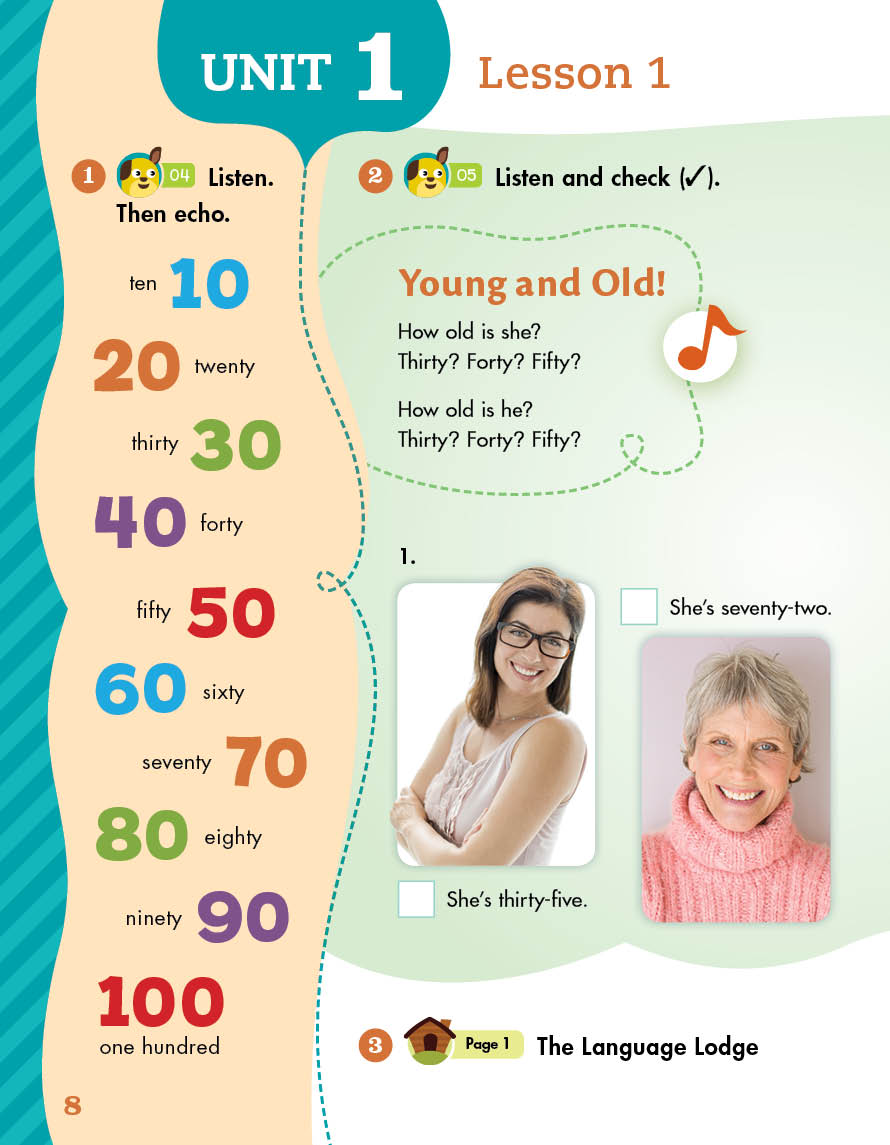 UNIT 1
Lesson 1
1 04 Listen.
Then echo.
ten 10
20 twenty
thirty 30
40 forty
fifty 50
60 sixty
seventy 70
80 eighty
ninety 90
100
one hundred
8
2 05 Listen and check (✓).
Young and Old!
How old is she?
Thirty? Forty? Fifty?
How old is he?
Thirty? Forty? Fifty?
1.
She’s seventy-two.
She’s thirty-five.
3 Page 1 The Language Lodge